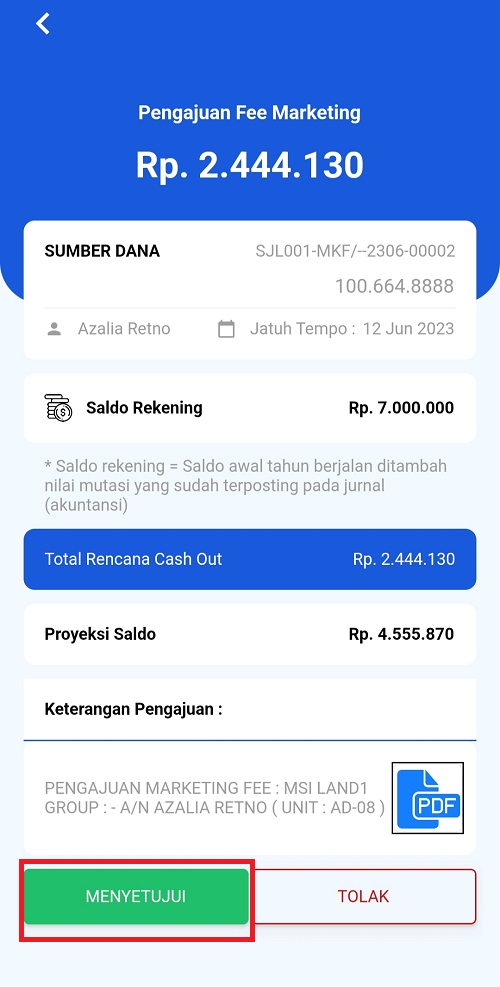 Pengajuan Fee Marketing
Rp. 2.444.130
SUMBER DANA SJL001-MKF/--2306-00002
100.664.8888
Azalia Retno Jatuh Tempo : 12 Jun 2023
Saldo Rekening Rp. 7.000.000
* Saldo rekening = Saldo awal tahun berjalan ditambah
nilai mutasi yang sudah terposting pada jurnal
(akuntansi)
Total Rencana Cash Out Rp. 2.444.130
Proyeksi Saldo Rp. 4.555.870
Keterangan Pengajuan :
PENGAJUAN MARKETING FEE : MSI LAND1
GROUP : - A/N AZALIA RETNO ( UNIT : AD-08 )
PDF
MENYETUJUI TOLAK